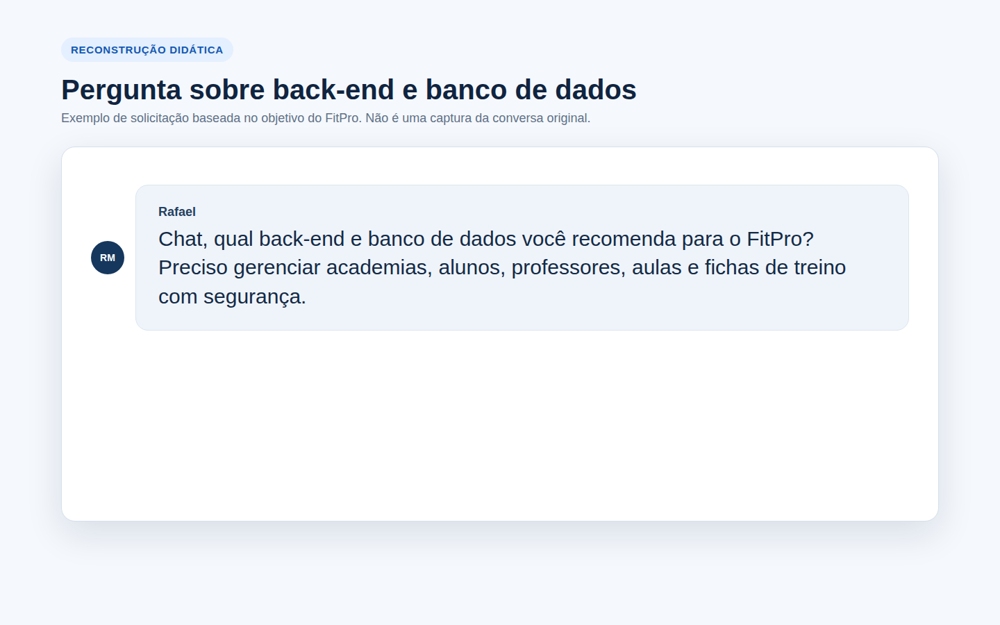 RECONSTRUÇÃO DIDÁTICA
Pergunta sobre back-end e banco de dados
Exemplo de solicitação baseada no objetivo do FitPro. Não é uma captura da conversa original.
Rafael
Chat, qual back-end e banco de dados você recomenda para o FitPro?
RM
Preciso gerenciar academias, alunos, professores, aulas e fichas de treino
com segurança.